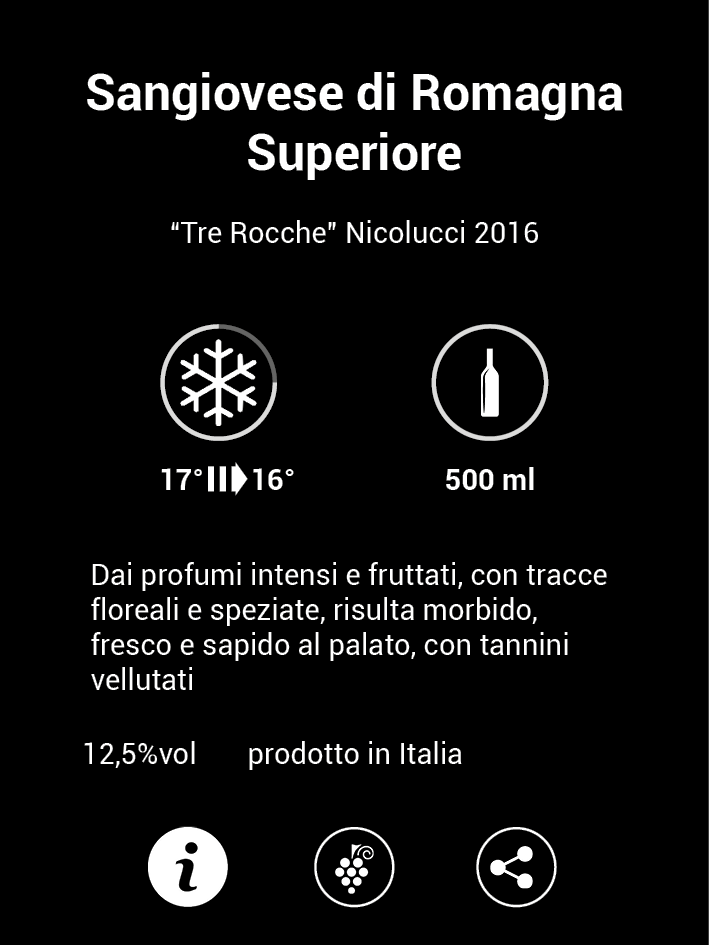 Sangiovese di Romagna
Superiore
“Tre Rocche" Nicolucci 2016
17° 16°
500 ml
Dai profumi intensi e fruttati, con tracce
floreali e speziate, risulta morbido,
fresco e sapido al palato, con tannini
vellutati
12,5%vol prodotto in Italia
i